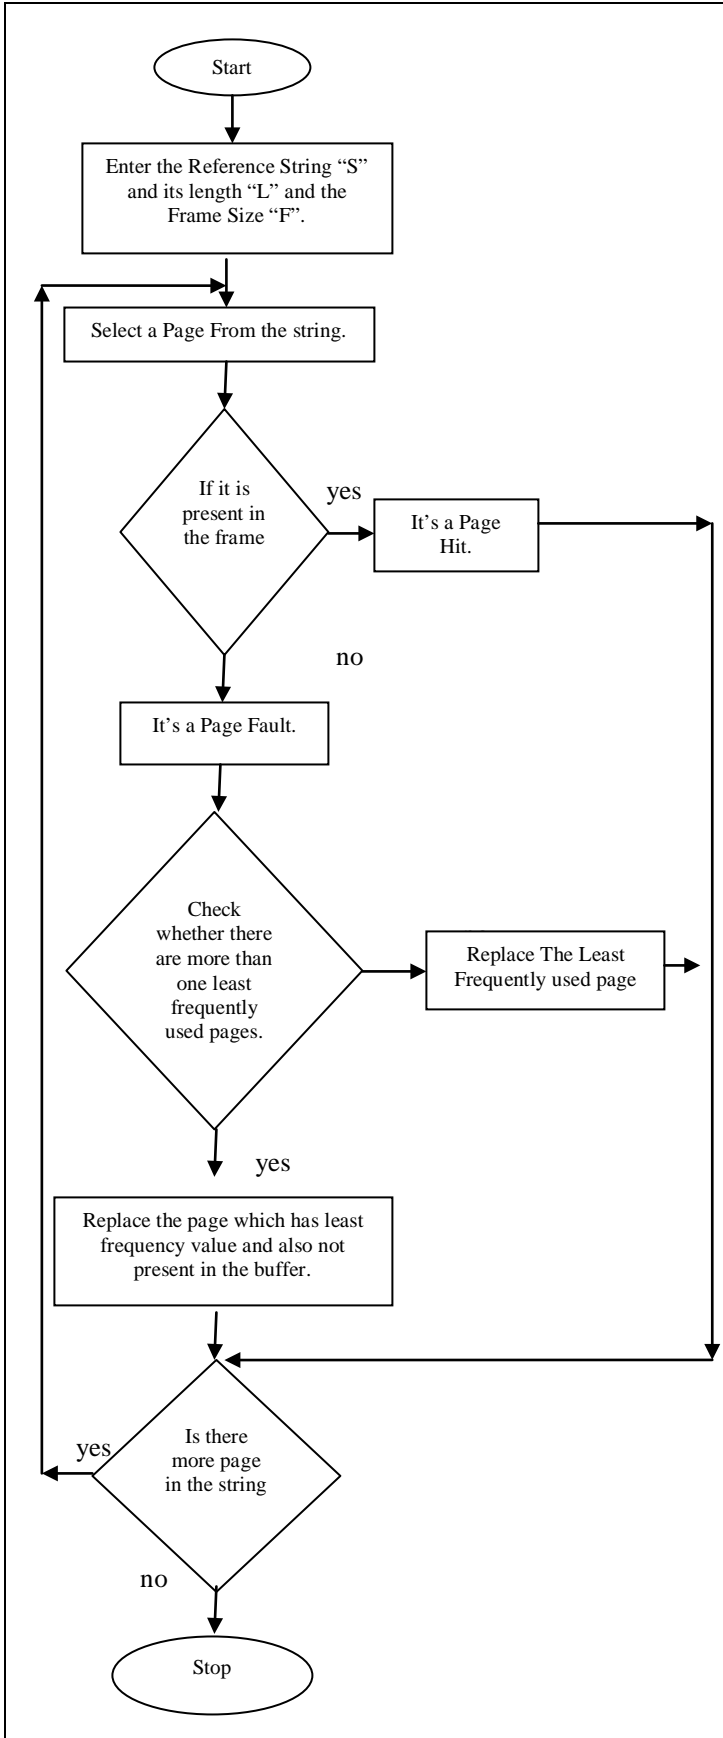 Start
Enter the Reference String “S”
and its length “L” and the
Frame Size “F”.
Select a Page From the string.
If it is
present in
the frame
yes
It’s a Page
Hit.
no
It’s a Page Fault.
Check
whether there
are more than
one least
frequently
used pages.
Replace The Least
Frequently used page
yes
Replace the page which has least
frequency value and also not
present in the buffer.
Is there
more page
in the string
yes
no
Stop